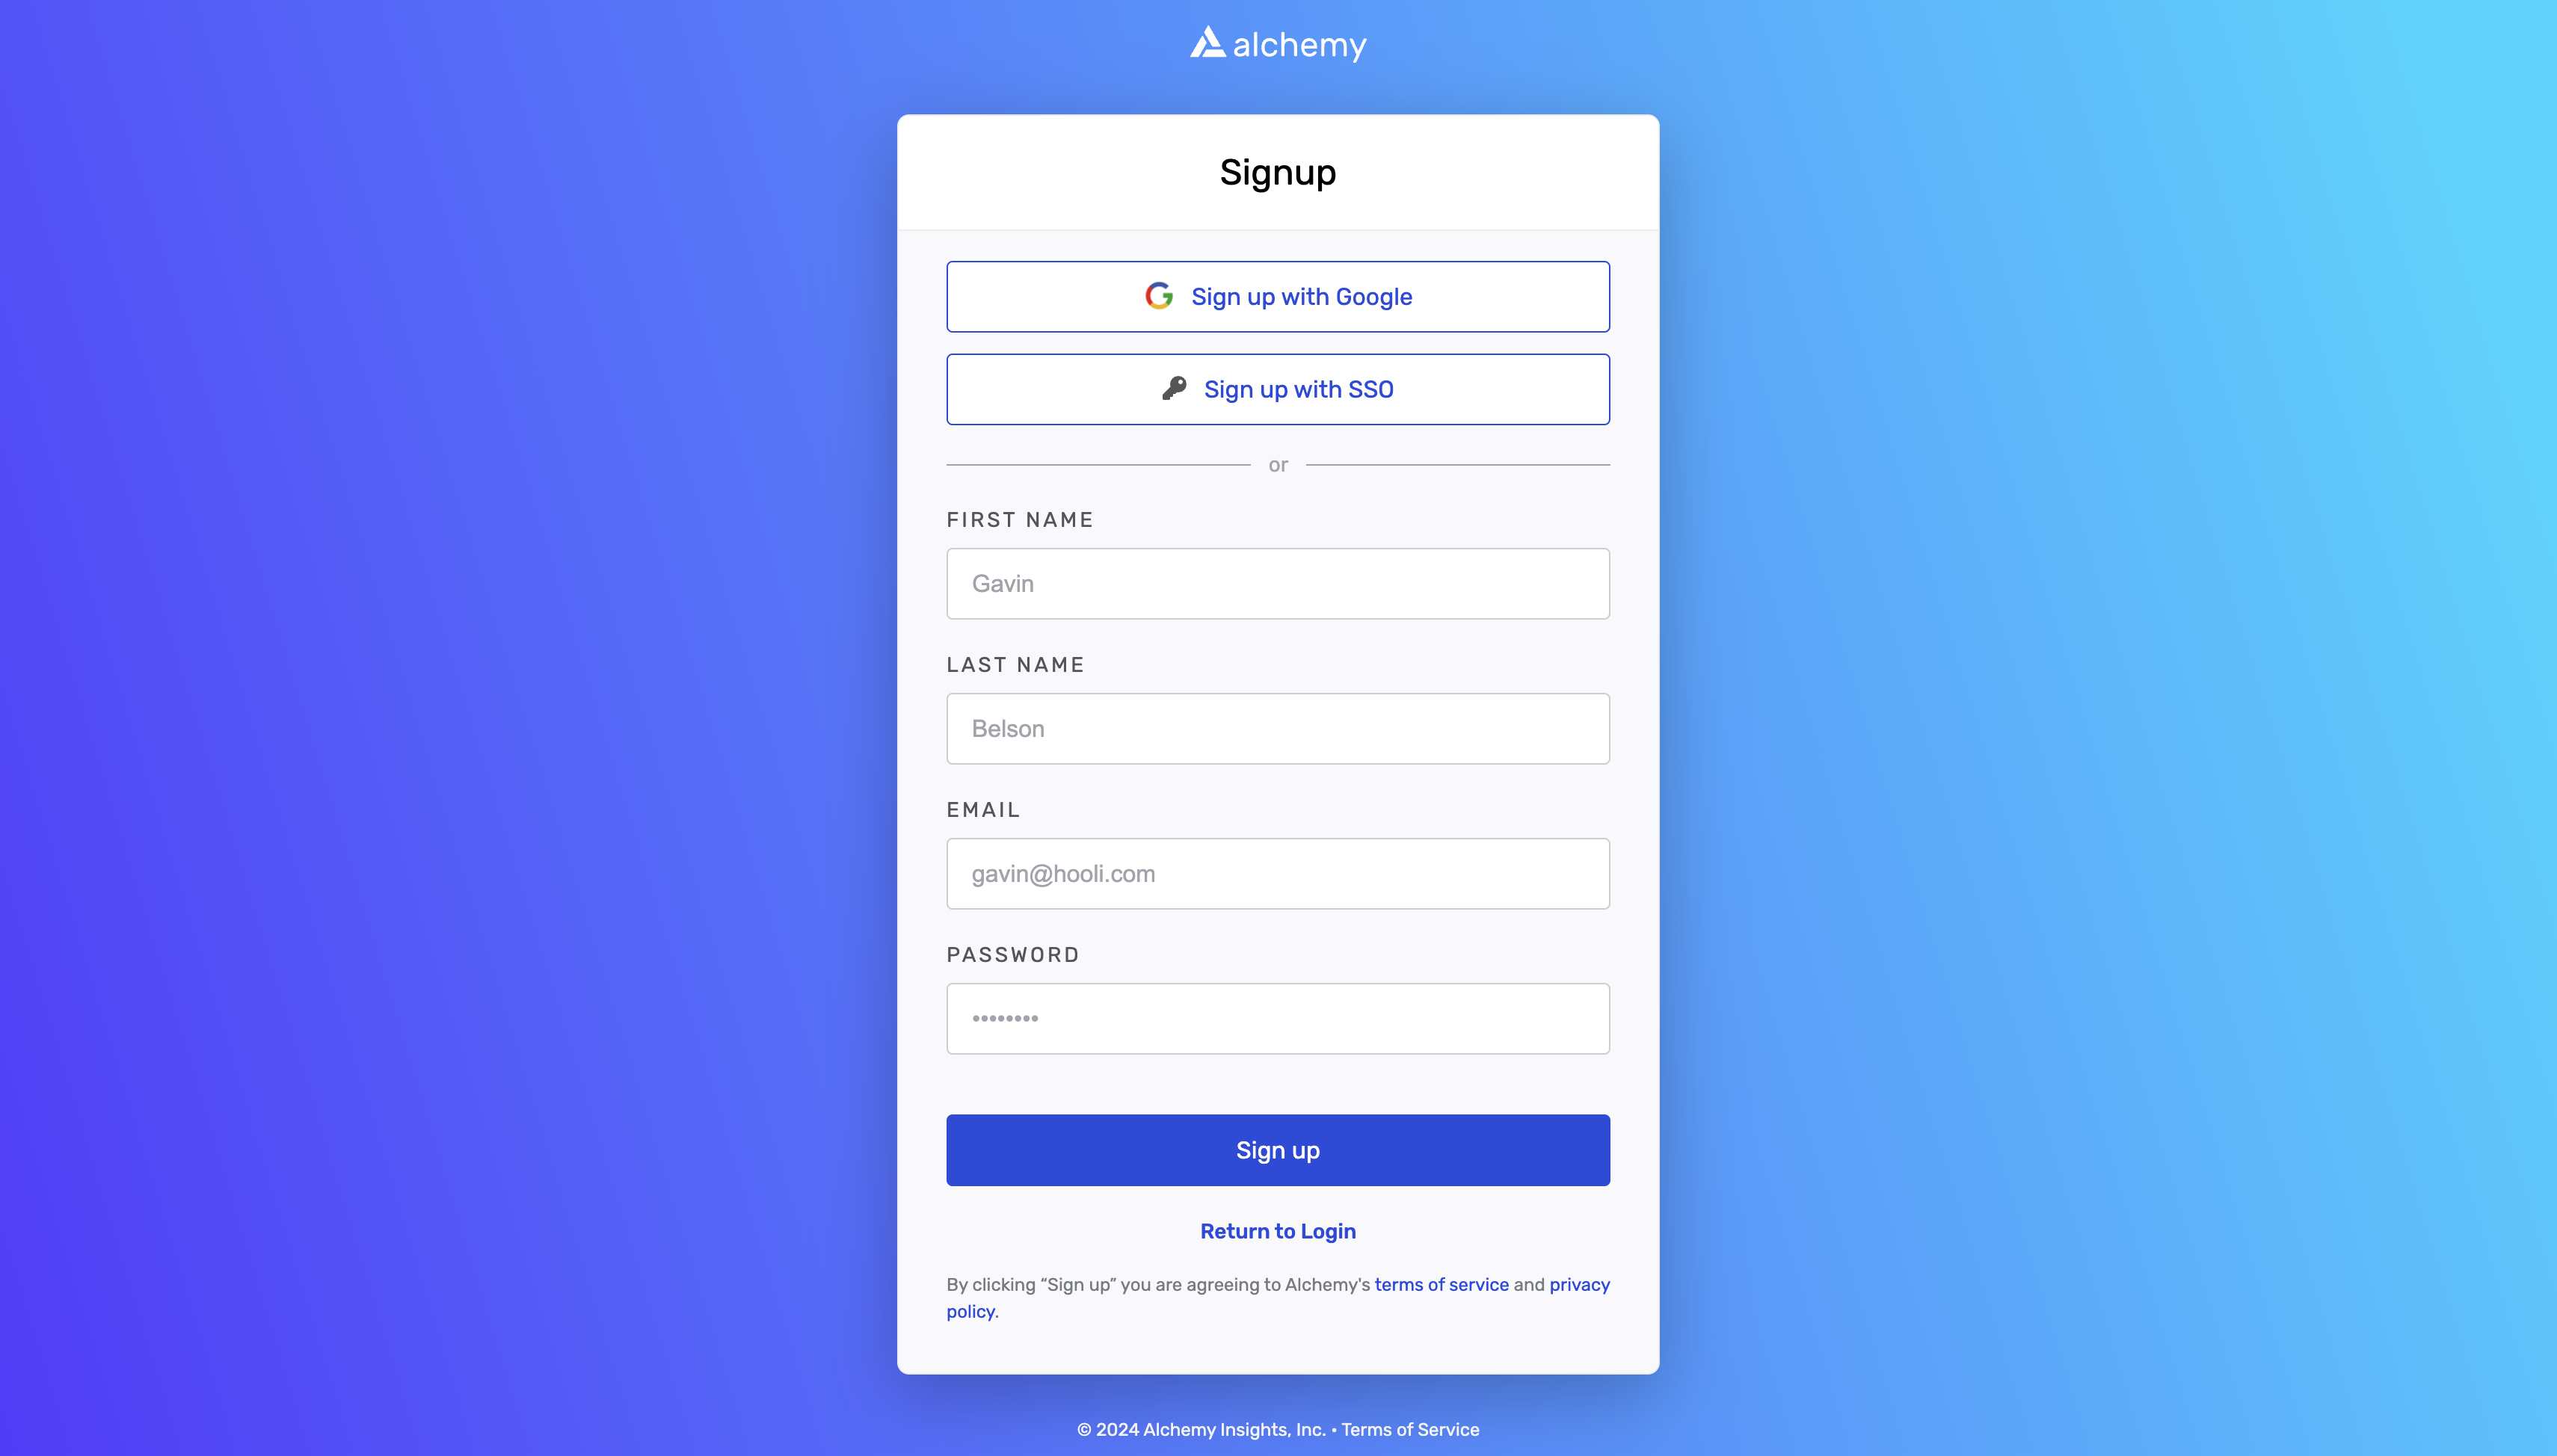 alchemy
Signup
Sign up with Google
Sign up with SSO
or
FIRST NAME
Gavin
LAST NAME
Belson
EMAIL
gavin@hooli.com
PASSWORD
••••••••
Sign up
Return to Login
By clicking “Sign up” you are agreeing to Alchemy's terms of service and privacy
policy.
© 2024 Alchemy Insights, Inc. • Terms of Service